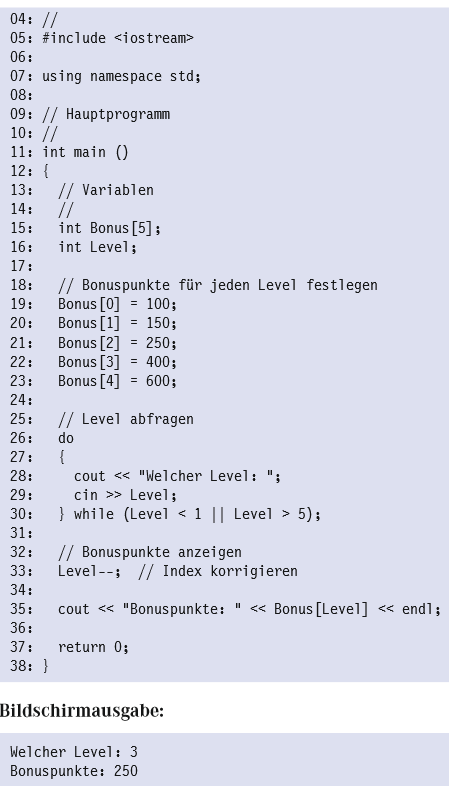 04: //
05: #include <iostream>
06:
07: using namespace std;
08:
09: // Hauptprogramm
10: //
11: int main ()
12: {
13:   // Variablen
14:   //
15:   int Bonus[5];
16:   int Level;
17:
18:   // Bonuspunkte für jeden Level festlegen
19:   Bonus[0] = 100;
20:   Bonus[1] = 150;
21:   Bonus[2] = 250;
22:   Bonus[3] = 400;
23:   Bonus[4] = 600;
24:
25:   // Level abfragen
26:   do
27:   {
28:     cout << "Welcher Level: ";
29:     cin >> Level;
30:   } while (Level < 1 || Level > 5);
31:
32:   // Bonuspunkte anzeigen
33:   Level--;  // Index korrigieren
34:
35:   cout << "Bonuspunkte: " << Bonus[Level] << endl;
36:
37:   return 0;
38: }
Bildschirmausgabe:
Welcher Level: 3
Bonuspunkte: 250